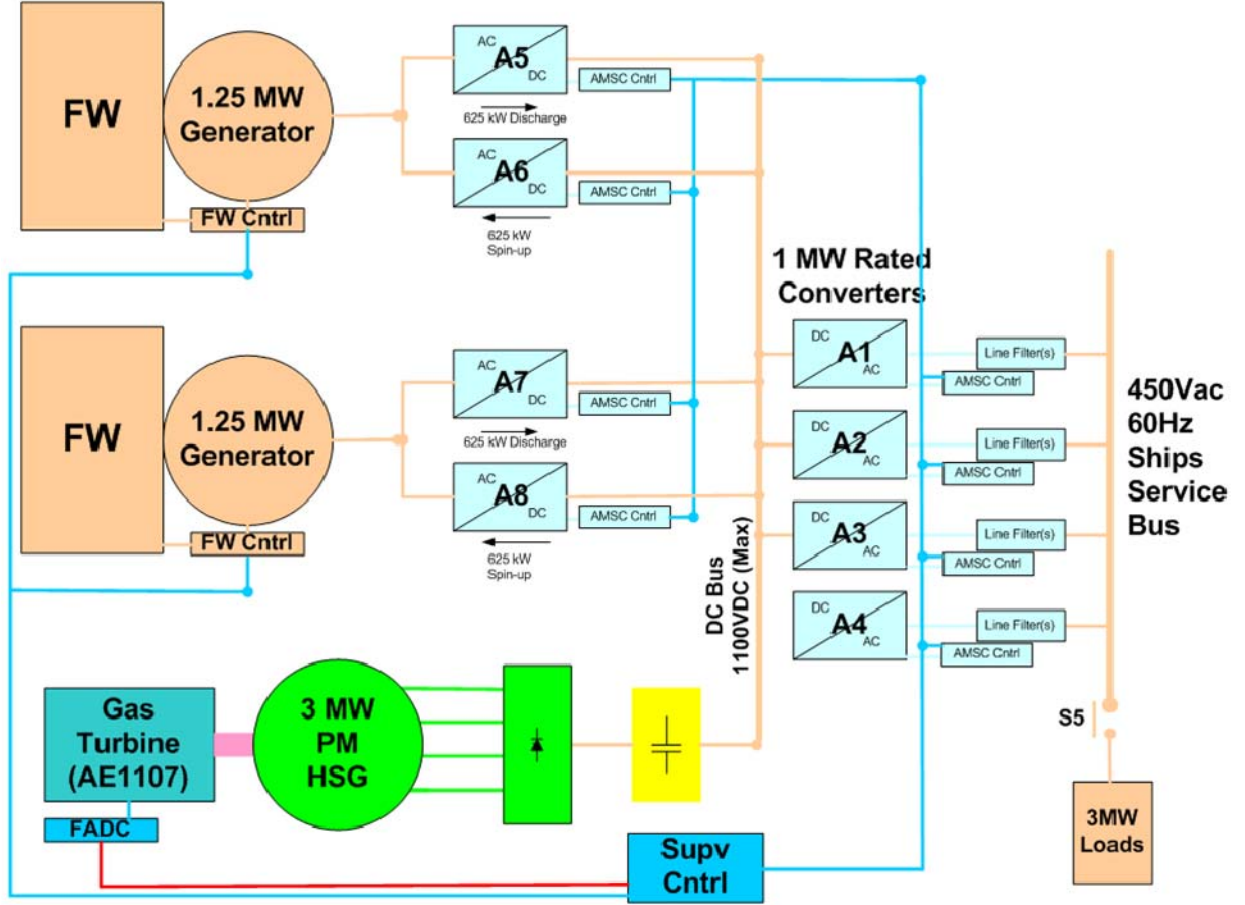 FW
1.25 MW
Generator
FW Cntrl
AC
A5
DC
AMSC Cntrl
625 kW Discharge
AC
A6
DC
AMSC Cntrl
625 kW
Spin-up
FW
1.25 MW
Generator
FW Cntrl
AC
A7
DC
AMSC Cntrl
625 kW Discharge
AC
A8
DC
AMSC Cntrl
625 kW
Spin-up
DC Bus
1100VDC (Max)
1 MW Rated
Converters
DC
A1
AC
Line Filter(s)
AMSC Cntrl
DC
A2
AC
Line Filter(s)
AMSC Cntrl
DC
A3
AC
Line Filter(s)
AMSC Cntrl
DC
A4
AC
Line Filter(s)
AMSC Cntrl
450Vac
60Hz
Ships
Service
Bus
S5
3MW
Loads
Gas
Turbine
(AE1107)
3 MW
PM
HSG
FADC
Supv
Cntrl